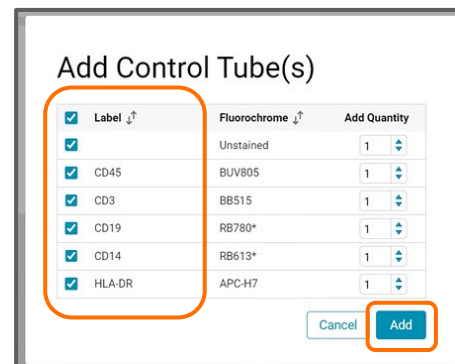 Add Control Tube(s)
Label Fluorochrome Add Quantity
Unstained 1
CD45 BUV805 1
CD3 BB515 1
CD19 RB780* 1
CD14 RB613* 1
HLA-DR APC-H7 1
Cancel Add